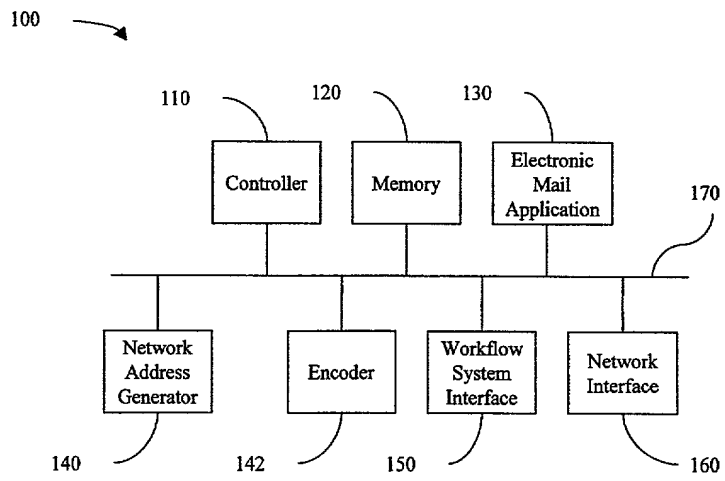 100
110
120
130
Controller
Memory
Electronic
Mail
Application
170
Network
Address
Generator
Encoder
Workflow
System
Interface
Network
Interface
140
142
150
160